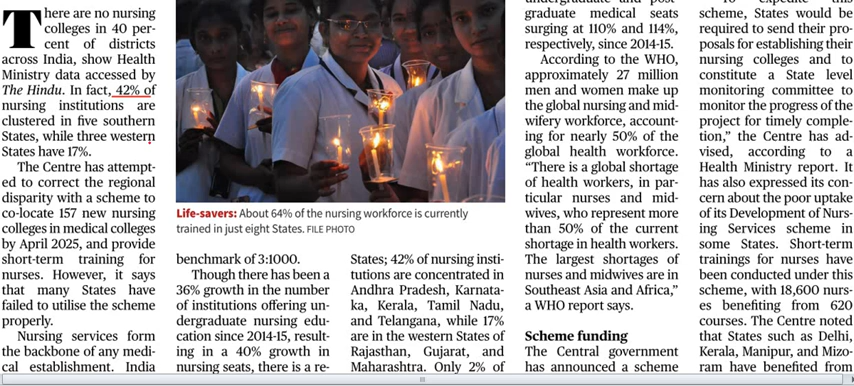 There are no nursing
colleges in 40 per-
cent of districts
across India, show Health
Ministry data accessed by
The Hindu. In fact, 42% of
nursing institutions are
clustered in five southern
States, while three western
States have 17%.
The Centre has attempt-
ed to correct the regional
disparity with a scheme to
co-locate 157 new nursing
colleges in medical colleges
by April 2025, and provide
short-term training for
nurses. However, it says
that many States have
failed to utilise the scheme
properly.
Nursing services form
the backbone of any medi-
cal establishment. India
Life-savers: About 64% of the nursing workforce is currently
trained in just eight States. FILE PHOTO
benchmark of 3:1000.
Though there has been a
36% growth in the number
of institutions offering un-
dergraduate nursing edu-
cation since 2014-15, result-
ing in a 40% growth in
nursing seats, there is a re-
States; 42% of nursing insti-
tutions are concentrated in
Andhra Pradesh, Karnata-
ka, Kerala, Tamil Nadu,
and Telangana, while 17%
are in the western States of
Rajasthan, Gujarat, and
Maharashtra. Only 2% of
undergraduate and post-
graduate medical seats
surging at 110% and 114%,
respectively, since 2014-15.
According to the WHO,
approximately 27 million
men and women make up
the global nursing and mid-
wifery workforce, account-
ing for nearly 50% of the
global health workforce.
“There is a global shortage
of health workers, in par-
ticular nurses and mid-
wives, who represent more
than 50% of the current
shortage in health workers.
The largest shortages of
nurses and midwives are in
Southeast Asia and Africa,”
a WHO report says.
Scheme funding
The Central government
has announced a scheme
“To expedite this
scheme, States would be
required to send their pro-
posals for establishing their
nursing colleges and to
constitute a State level
monitoring committee to
monitor the progress of the
project for timely comple-
tion,” the Centre has ad-
vised, according to a
Health Ministry report. It
has also expressed its con-
cern about the poor uptake
of its Development of Nurs-
ing Services scheme in
some States. Short-term
trainings for nurses have
been conducted under this
scheme, with 18,600 nurs-
es benefiting from 620
courses. The Centre noted
that States such as Delhi,
Kerala, Manipur, and Mizo-
ram have benefited from